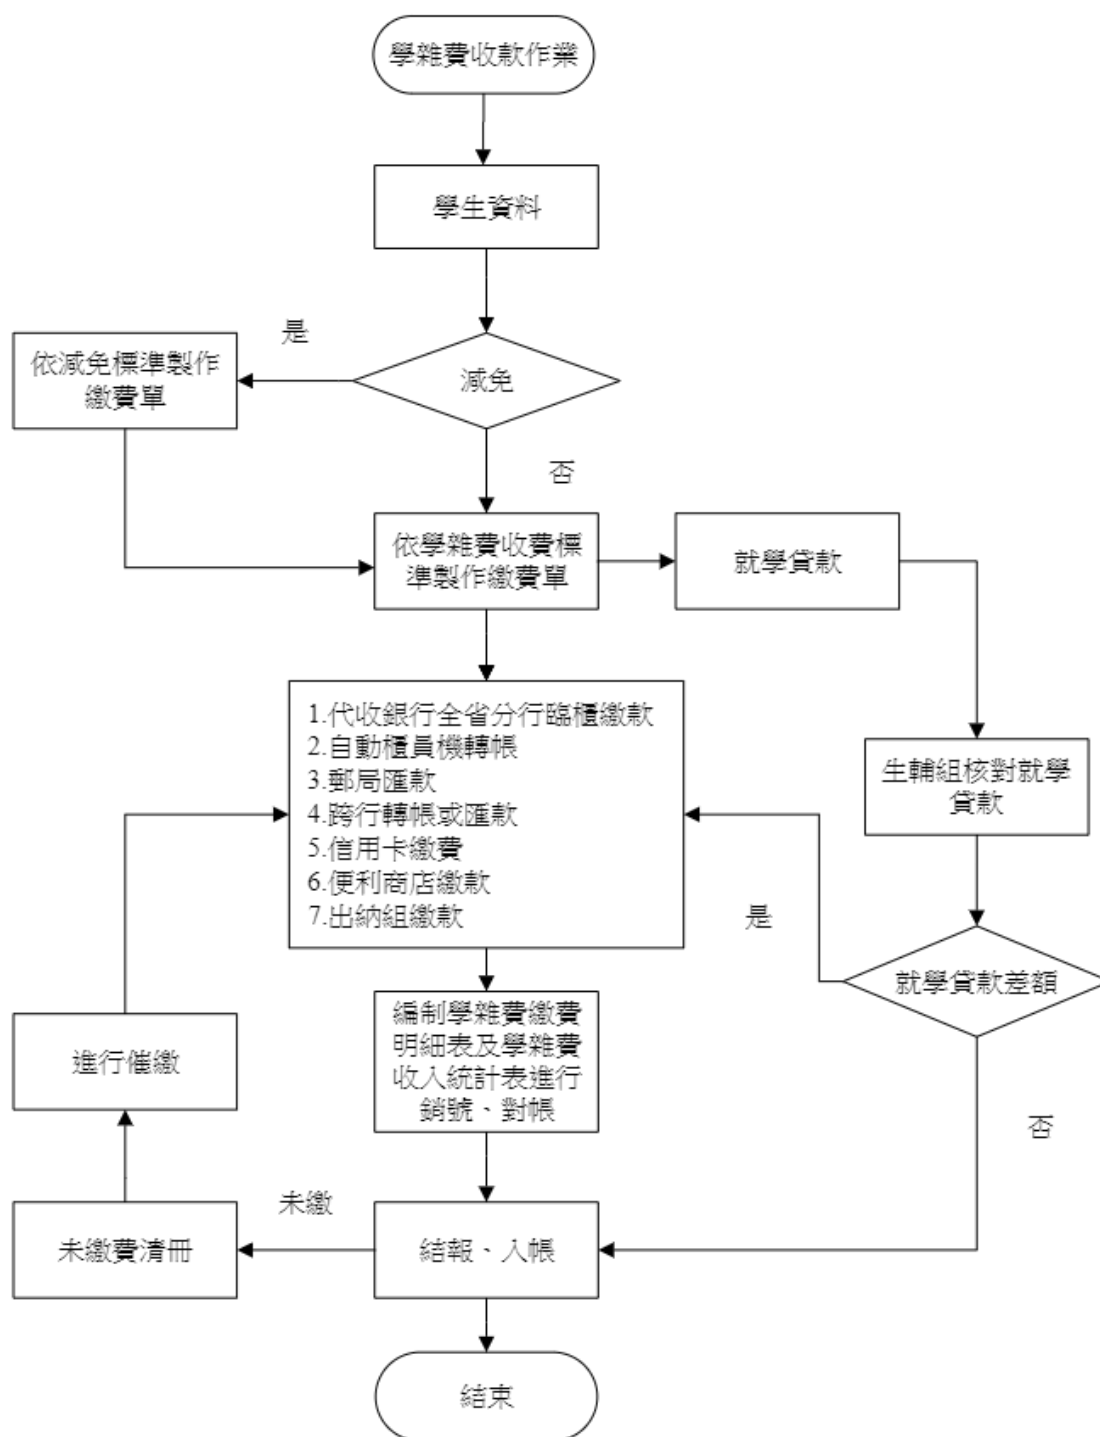 學雜費收款作業
學生資料
是
依減免標準製作
繳費單
減免
否
依學雜費收費標
準製作繳費單
就學貸款
1.代收銀行全省分行臨櫃繳款
2.自動櫃員機轉帳
3.郵局匯款
4.跨行轉帳或匯款
5.信用卡繳費
6.便利商店繳款
7.出納組繳款
生輔組核對就學
貸款
是
就學貸款差額
編制學雜費繳費
明細表及學雜費
收入統計表進行
銷號、對帳
進行催繳
否
未繳
未繳費清冊
結報、入帳
結束